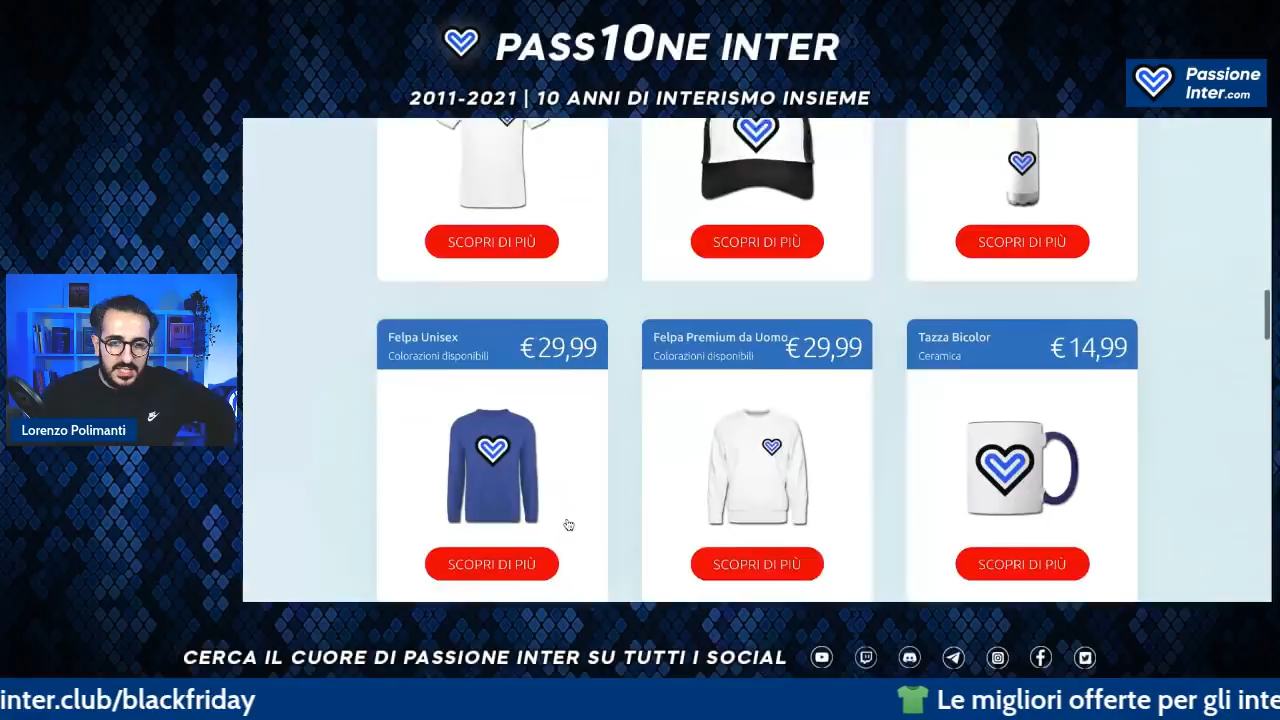 PASS10NE INTER
2011-2021 | 10 ANNI DI INTERISMO INSIEME
Passione
Inter.com
SCOPRI DI PIÙ
SCOPRI DI PIÙ
SCOPRI DI PIÙ
Felpa Unisex
Colorazioni disponibili
€29,99
Felpa Premium da Uomo
Colorazioni disponibili
€29,99
Tazza Bicolor
Ceramica
€14,99
Lorenzo Polimanti
SCOPRI DI PIÙ
SCOPRI DI PIÙ
SCOPRI DI PIÙ
CERCA IL CUORE DI PASSIONE INTER SU TUTTI I SOCIAL
inter.club/blackfriday
Le migliori offerte per gli inte